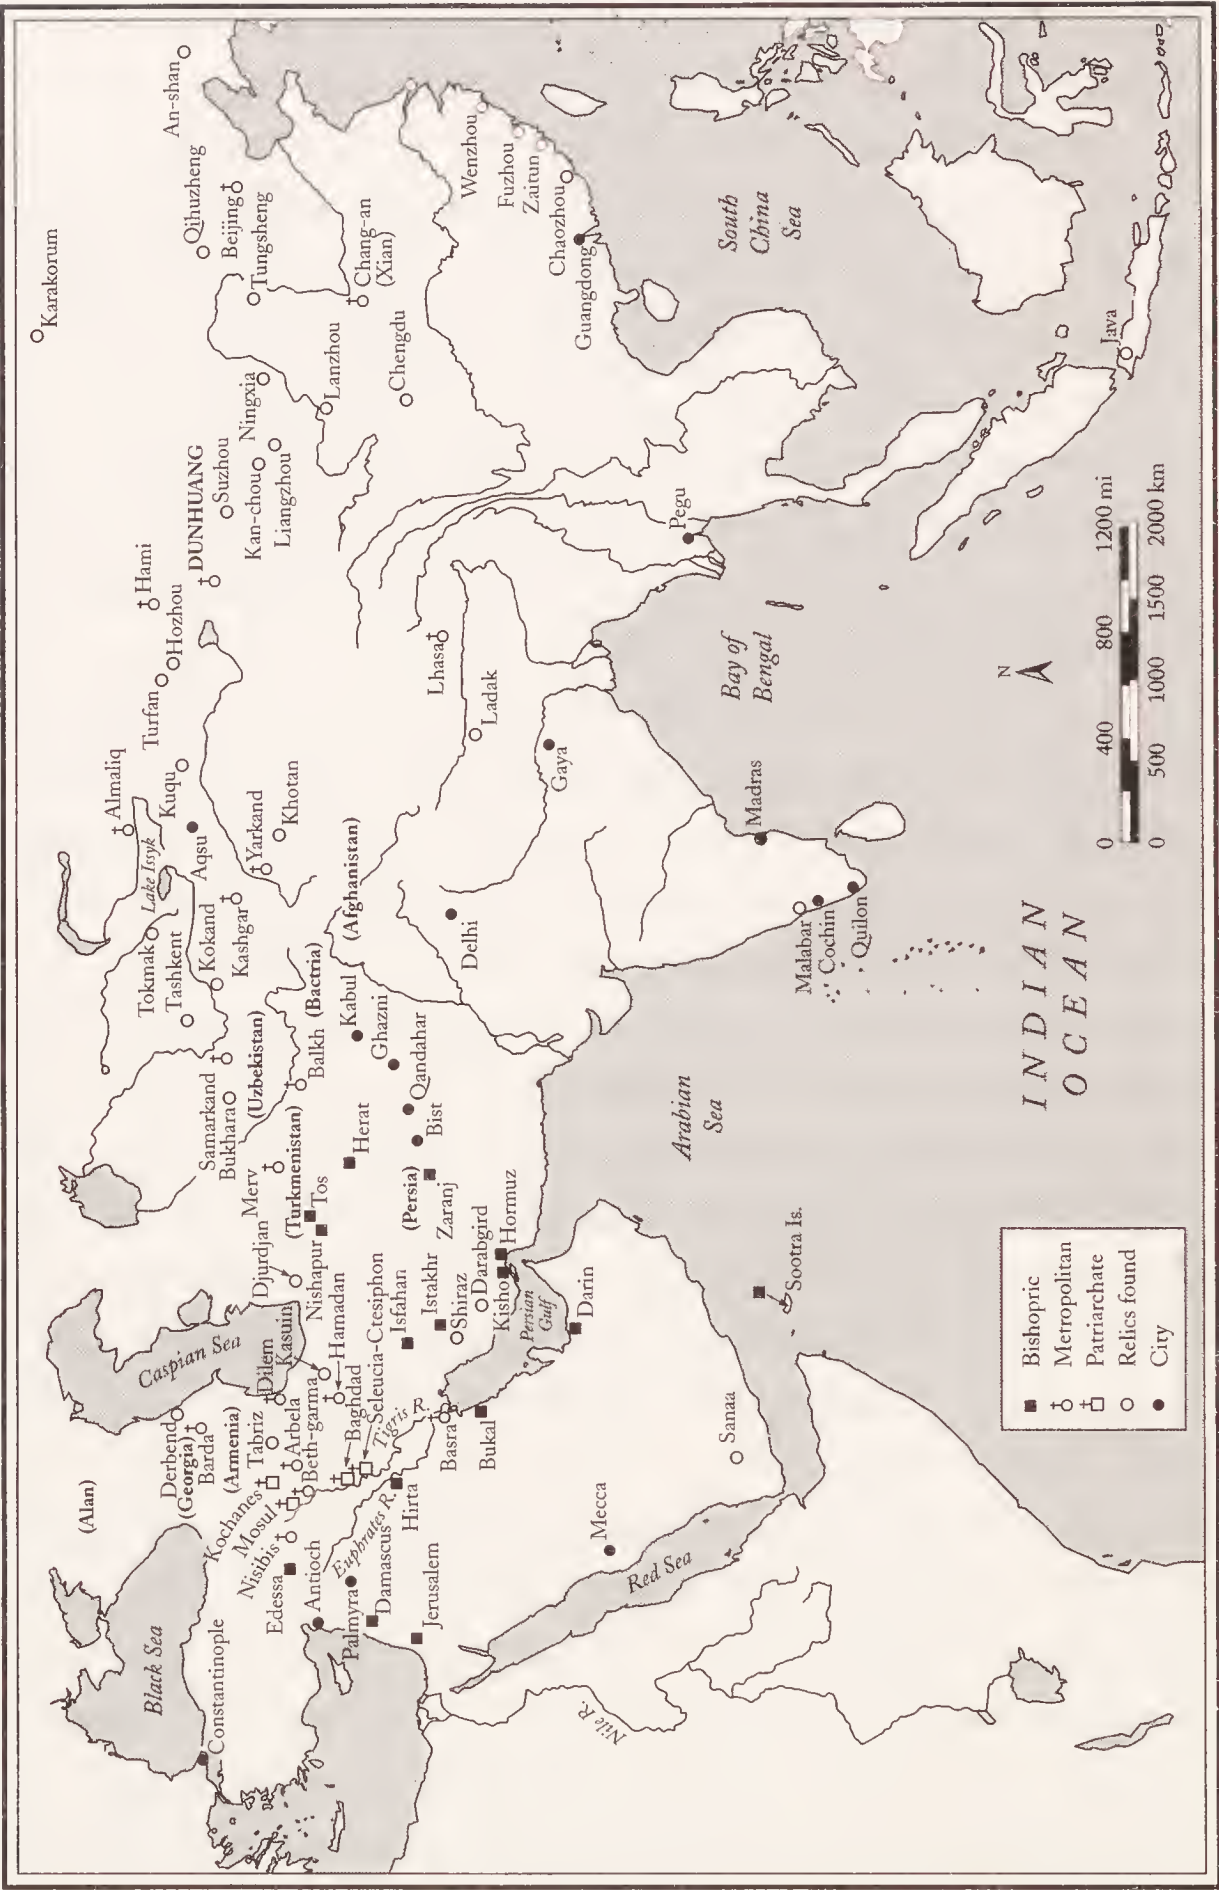 Karakorum
An-shan
Qihuzheng
Beijing
Tungsheng
Chang-an
(Xian)
Wenzhou
Fuzhou
Zaitun
Chaozhou
Guangdong
Ningxia
Lanzhou
Chengdu
DUNHUANG
Suzhou
Kan-chou
Liangzhou
Hami
Hozhou
Turfan
Almaliq
Kuqu
Lake Issyk
Aqsu
Yarkand
Khotan
Lhasa
Ladak
Gaya
Pegu
South
China
Sea
Java
Tokmak
Tashkent
Kokand
Kashgar
(Afghanistan)
Delhi
Bay of
Bengal
Madras
Malabar
Cochin
Quilon
Samarkand
Bukhara
(Uzbekistan)
(Bactria)
Balkh
Kabul
Ghazni
Qandahar
Bist
Herat
Merv
(Turkmenistan)
Tos
(Persia)
Zaranj
Djurdjan
Nishapur
Hamadan
Kasuin
Dilem
Caspian Sea
Seleucia-Ctesiphon
Baghdad
Isfahan
Istakhr
Shiraz
Darabgird
Hormuz
Kisho
Persian
Gulf
Darin
Arabian
Sea
Sootra Is.
(Alan)
Derbend
(Georgia)
Barda
(Armenia)
Tabriz
Arbela
Beth-garma
Tigris R.
Basra
Bukal
Kochanes
Mosul
Nisibis
Edessa
Antioch
Euphrates R.
Hirta
Palmyra
Damascus
Jerusalem
Black Sea
Constantinople
Mecca
Sanaa
Red Sea
Nile R.
INDIAN
OCEAN
N
0 400 800 1200 mi
0 500 1000 1500 2000 km
Bishopric
Metropolitan
Patriarchate
Relics found
City